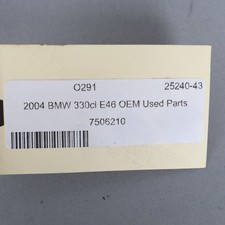 O291 25240-43
2004 BMW 330ci E46 OEM Used Parts
7506210